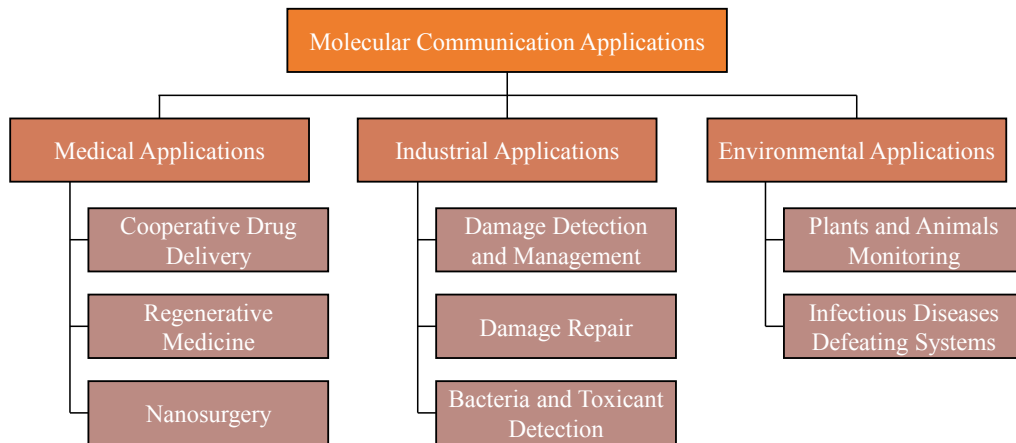 Molecular Communication Applications
Medical Applications
Industrial Applications
Environmental Applications
Cooperative Drug
Delivery
Regenerative
Medicine
Nanosurgery
Damage Detection
and Management
Damage Repair
Bacteria and Toxicant
Detection
Plants and Animals
Monitoring
Infectious Diseases
Defeating Systems